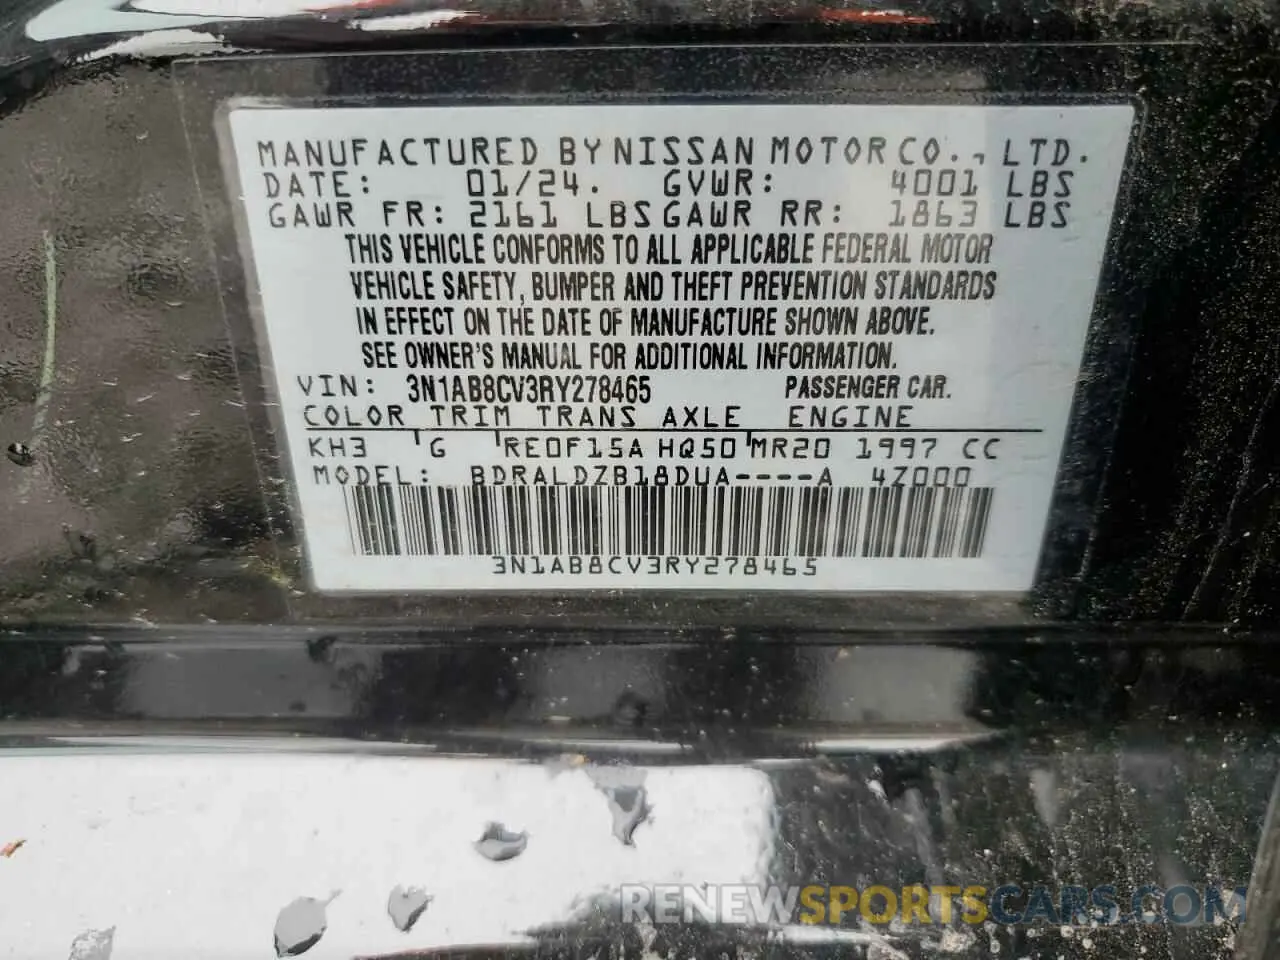 MANUFACTURED BY NISSAN MOTOR CO., LTD.
DATE: 01/24. GVWR: 4001 LBS
GAWR FR: 2161 LBS GAWR RR: 1863 LBS
THIS VEHICLE CONFORMS TO ALL APPLICABLE FEDERAL MOTOR
VEHICLE SAFETY, BUMPER AND THEFT PREVENTION STANDARDS
IN EFFECT ON THE DATE OF MANUFACTURE SHOWN ABOVE.
SEE OWNER'S MANUAL FOR ADDITIONAL INFORMATION.
VIN: 3N1AB8CV3RY278465 PASSENGER CAR.
COLOR TRIM TRANS AXLE ENGINE
KH3 G RE0F15A HQ50 MR20 1997 CC
MODEL: BDRALDZB18DUA----A 4Z000
3N1AB8CV3RY278465
RENEWSPORTSCARS.COM